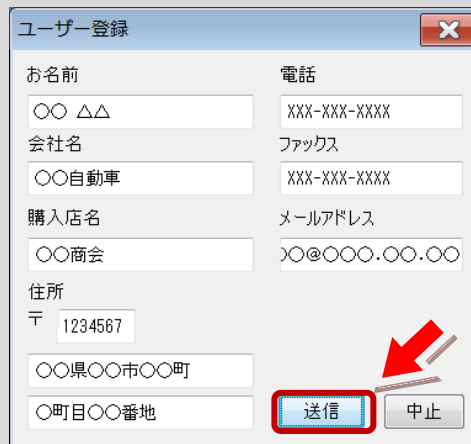 ユーザー登録
お名前
電話
○○ △△
XXX-XXX-XXXX
会社名
ファックス
○○自動車
XXX-XXX-XXXX
購入店名
メールアドレス
○○商会
○○@○○○.○○.○○
住所
〒 1234567
○○県○○市○○町
○町目○○番地
送信
中止